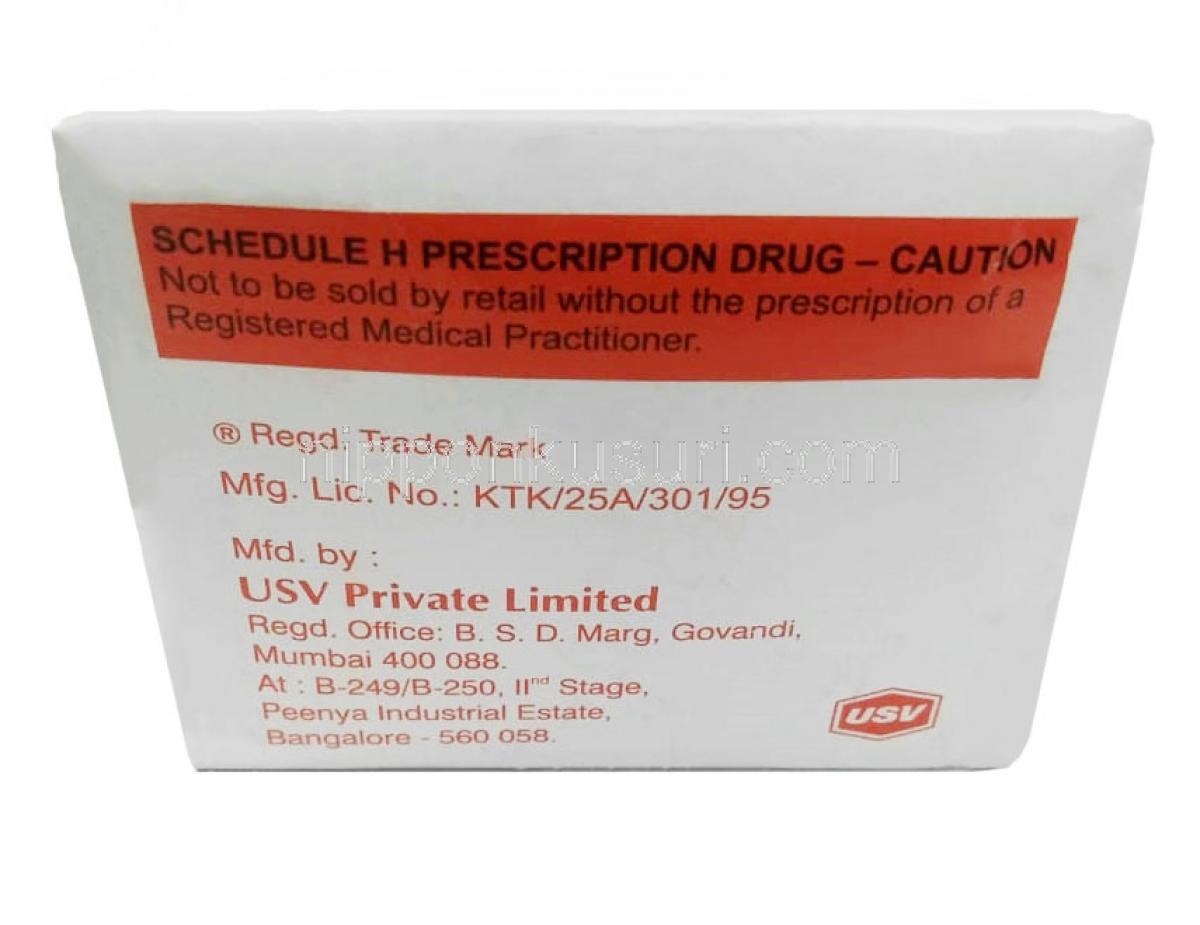 SCHEDULE H PRESCRIPTION DRUG – CAUTION
Not to be sold by retail without the prescription of a
Registered Medical Practitioner.
® Regd. Trade Mark
nipponkusuri.com
Mfg. Lic. No.: KTK/25A/301/95
Mfd. by :
USV Private Limited
Regd. Office: B. S. D. Marg, Govandi,
Mumbai 400 088.
At : B-249/B-250, IInd Stage,
Peenya Industrial Estate,
Bangalore - 560 058.
USV